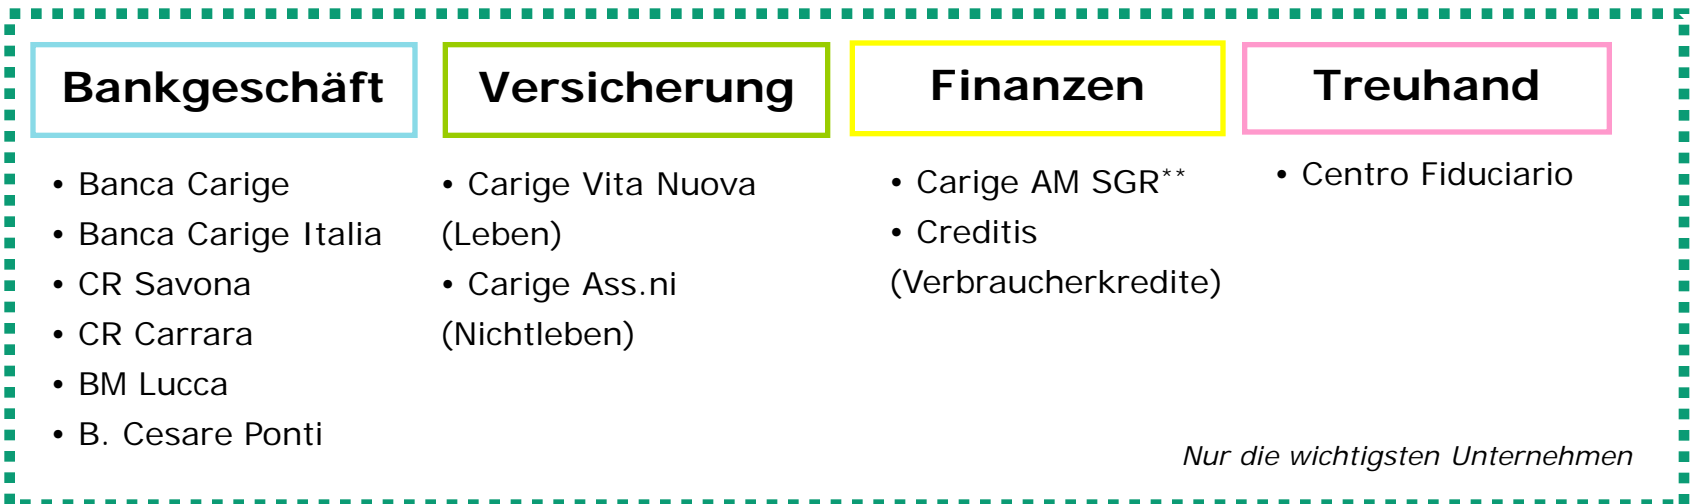 Bankgeschäft
• Banca Carige
• Banca Carige Italia
• CR Savona
• CR Carrara
• BM Lucca
• B. Cesare Ponti
Versicherung
• Carige Vita Nuova
(Leben)
• Carige Ass.ni
(Nichtleben)
Finanzen
• Carige AM SGR**
• Creditis
(Verbraucherkredite)
Treuhand
• Centro Fiduciario
Nur die wichtigsten Unternehmen